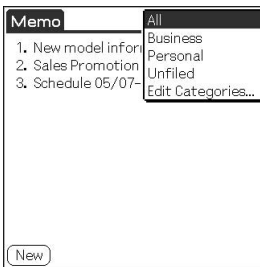 Memo
All
Business
Personal
Unfiled
Edit Categories...
1. New model infor
2. Sales Promotion
3. Schedule 05/07-
New